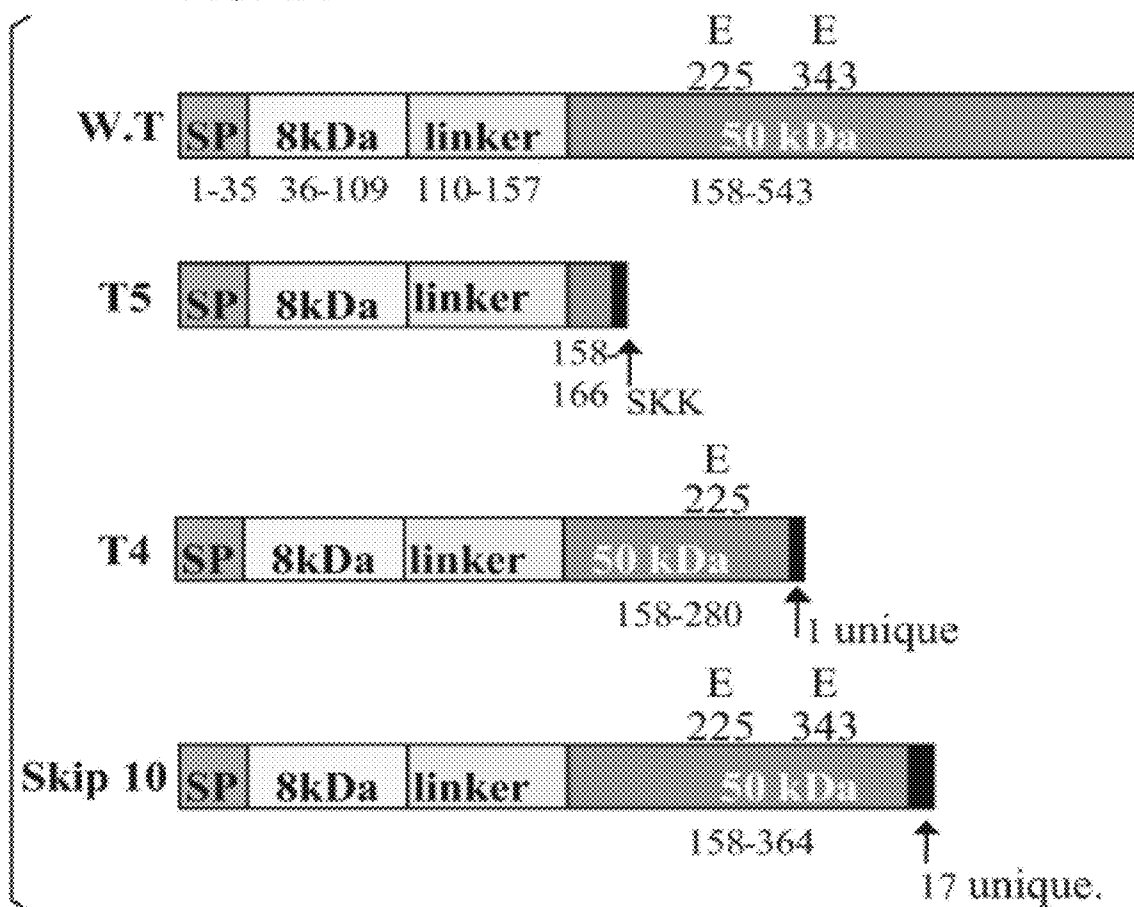 E E
225 343
W.T SP 8kDa linker 50 kDa
1-35 36-109 110-157 158-543
T5 SP 8kDa linker
158-
166 SKK
E
225
T4 SP 8kDa linker 50 kDa
158-280 1 unique
E E
225 343
Skip 10 SP 8kDa linker 50 kDa
158-364
17 unique.